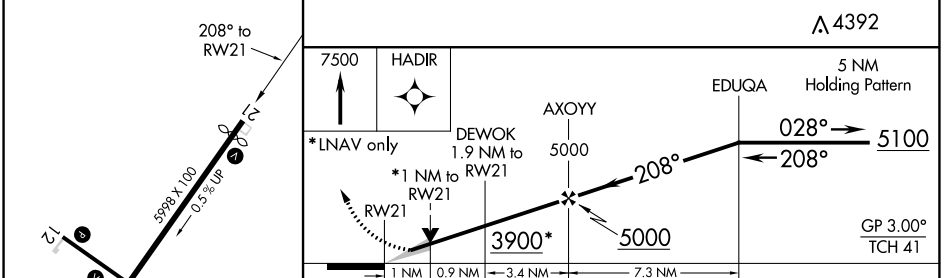 208° to
RW21
21
V
5998 X 100
0.5% UP
12
P
V
4392
7500
HADIR
*LNAV only
5 NM
Holding Pattern
EDUQA
AXOYY
5000
DEWOK
1.9 NM to
RW21
*1 NM to
RW21
RW21
028°
208°
5100
208°
3900*
5000
GP 3.00°
TCH 41
1 NM
0.9 NM
3.4 NM
7.3 NM